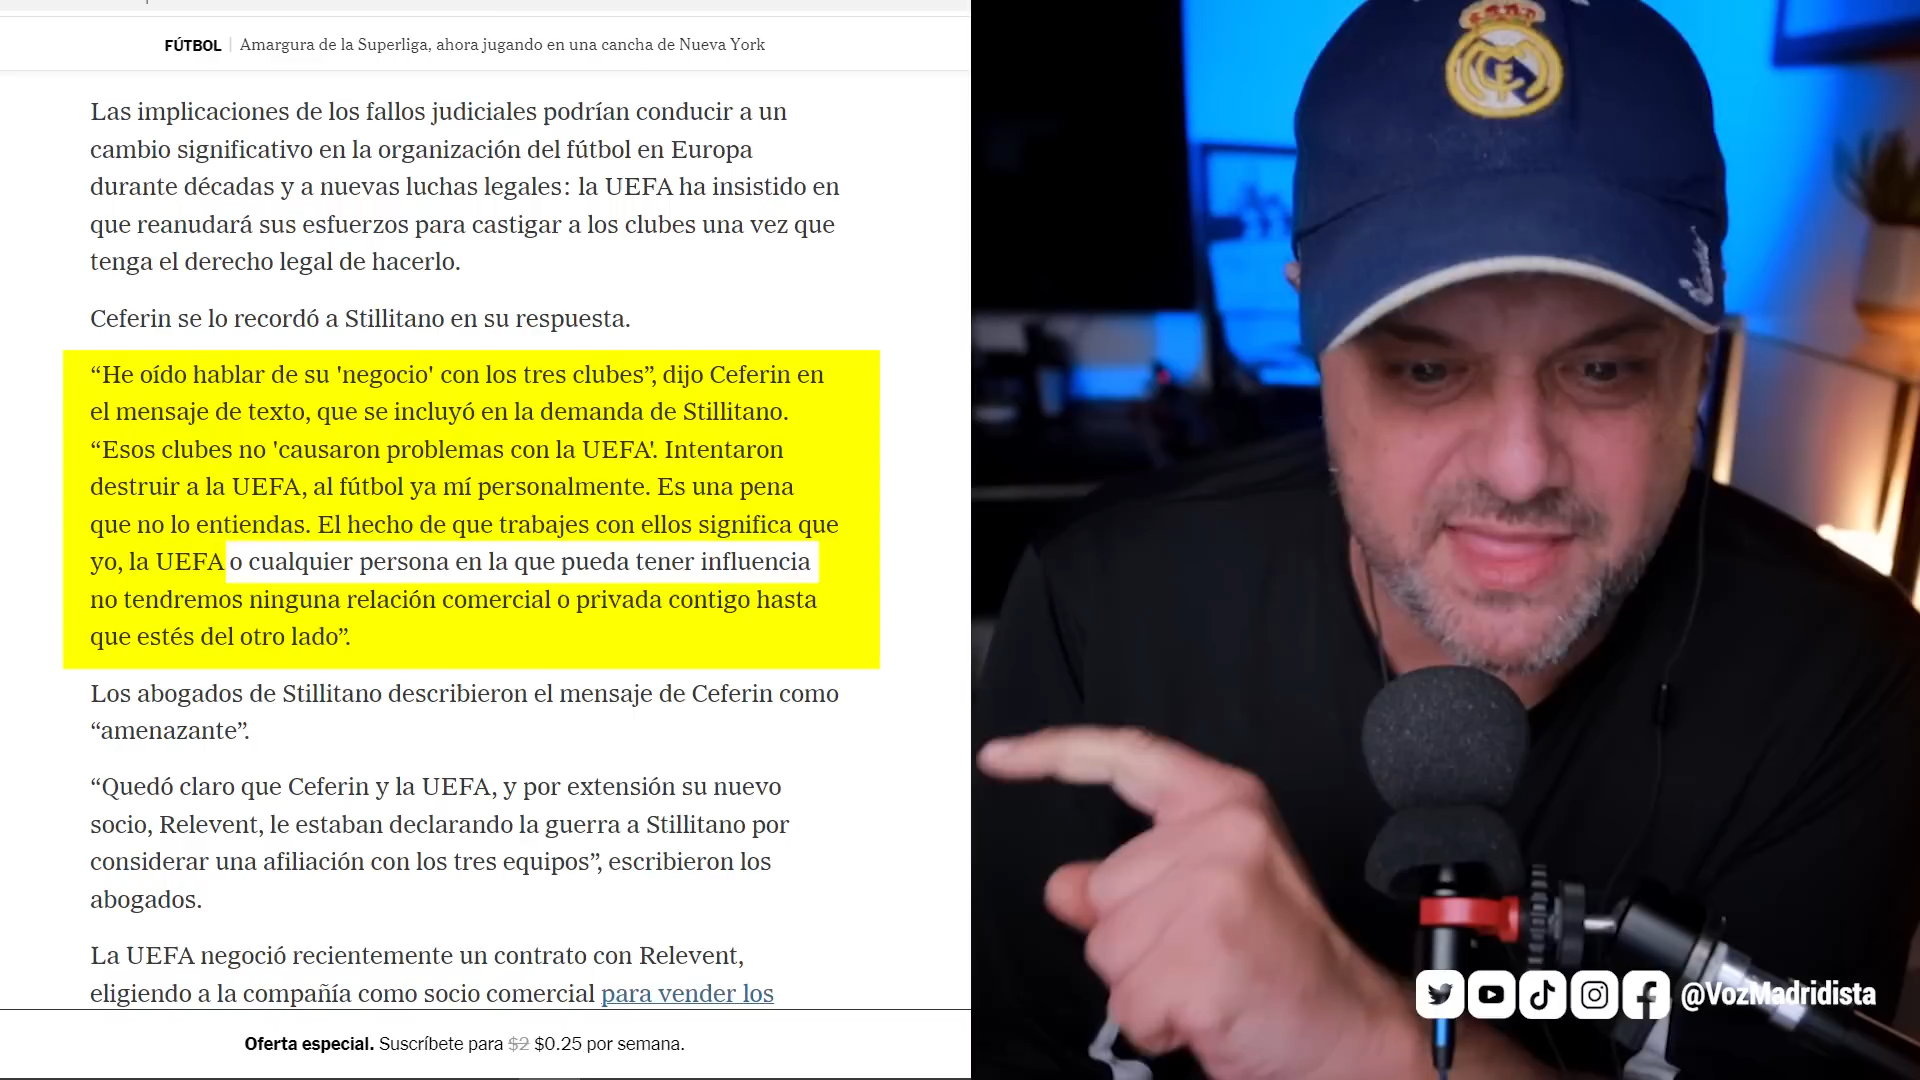 FÚTBOL | Amargura de la Superliga, ahora jugando en una cancha de Nueva York
Las implicaciones de los fallos judiciales podrían conducir a un
cambio significativo en la organización del fútbol en Europa
durante décadas y a nuevas luchas legales: la UEFA ha insistido en
que reanudará sus esfuerzos para castigar a los clubes una vez que
tenga el derecho legal de hacerlo.
Ceferin se lo recordó a Stillitano en su respuesta.
“He oído hablar de su 'negocio' con los tres clubes”, dijo Ceferin en
el mensaje de texto, que se incluyó en la demanda de Stillitano.
“Esos clubes no 'causaron problemas con la UEFA'. Intentaron
destruir a la UEFA, al fútbol ya mí personalmente. Es una pena
que no lo entiendas. El hecho de que trabajes con ellos significa que
yo, la UEFA o cualquier persona en la que pueda tener influencia
no tendremos ninguna relación comercial o privada contigo hasta
que estés del otro lado”.
Los abogados de Stillitano describieron el mensaje de Ceferin como
“amenazante”.
“Quedó claro que Ceferin y la UEFA, y por extensión su nuevo
socio, Relevent, le estaban declarando la guerra a Stillitano por
considerar una afiliación con los tres equipos”, escribieron los
abogados.
La UEFA negoció recientemente un contrato con Relevent,
eligiendo a la compañía como socio comercial para vender los
Oferta especial. Suscríbete para $2 $0.25 por semana.
@VozMadridista